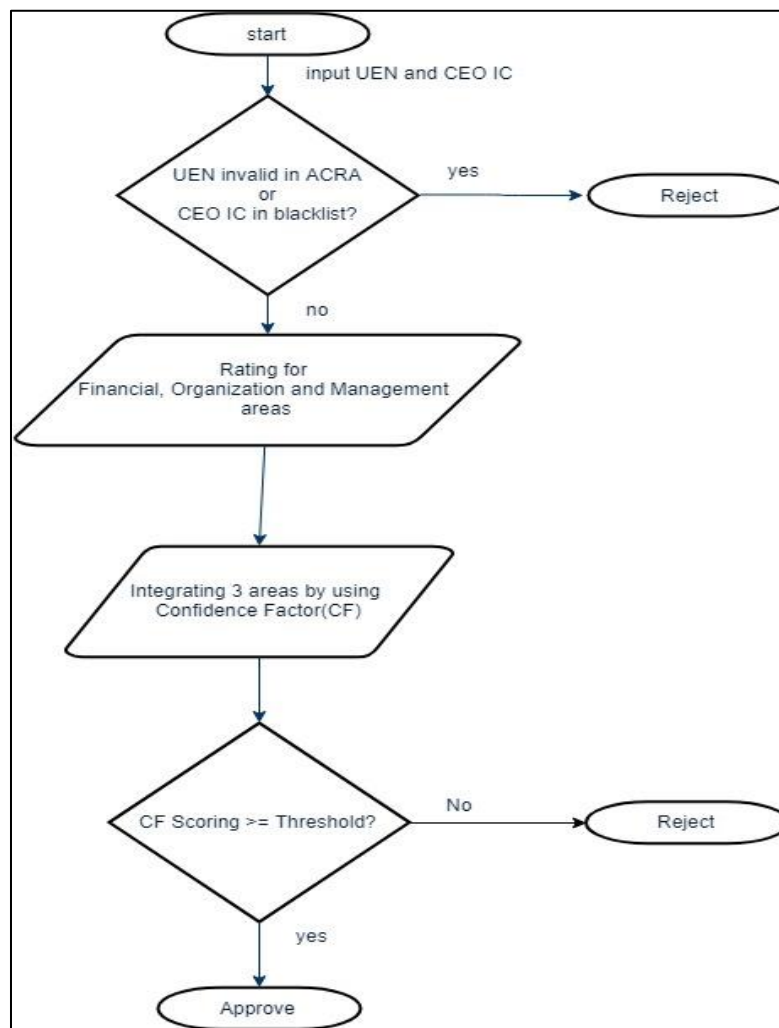 start
input UEN and CEO IC
UEN invalid in ACRA
or
CEO IC in blacklist?
yes
Reject
no
Rating for
Financial, Organization and Management
areas
Integrating 3 areas by using
Confidence Factor(CF)
CF Scoring >= Threshold?
No
Reject
yes
Approve